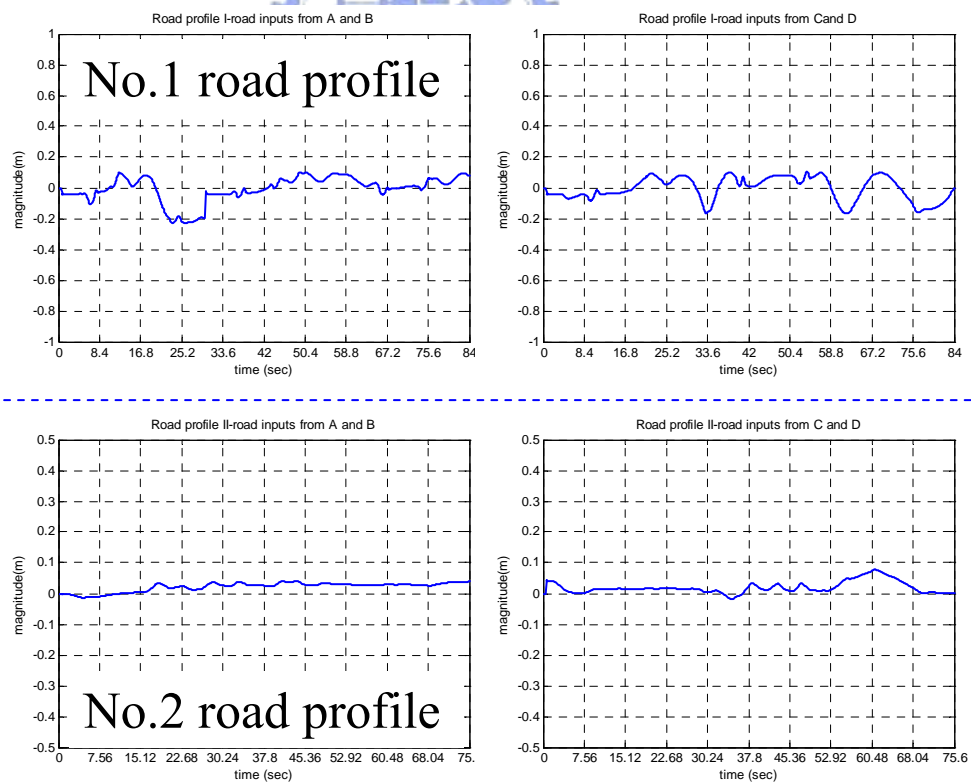 Road profile I-road inputs from A and B
1
0.8
0.6
0.4
0.2
0
-0.2
-0.4
-0.6
-0.8
-1
magnitude(m)
No.1 road profile
0 8.4 16.8 25.2 33.6 42 50.4 58.8 67.2 75.6 84
time (sec)
Road profile I-road inputs from Cand D
1
0.8
0.6
0.4
0.2
0
-0.2
-0.4
-0.6
-0.8
-1
magnitude(m)
0 8.4 16.8 25.2 33.6 42 50.4 58.8 67.2 75.6 84
time (sec)
Road profile II-road inputs from A and B
0.5
0.4
0.3
0.2
0.1
0
-0.1
-0.2
-0.3
-0.4
-0.5
magnitude(m)
No.2 road profile
0 7.56 15.12 22.68 30.24 37.8 45.36 52.92 60.48 68.04 75.
time (sec)
Road profile II-road inputs from C and D
0.5
0.4
0.3
0.2
0.1
0
-0.1
-0.2
-0.3
-0.4
-0.5
magnitude(m)
0 7.56 15.12 22.68 30.24 37.8 45.36 52.92 60.48 68.04 75.6
time (sec)